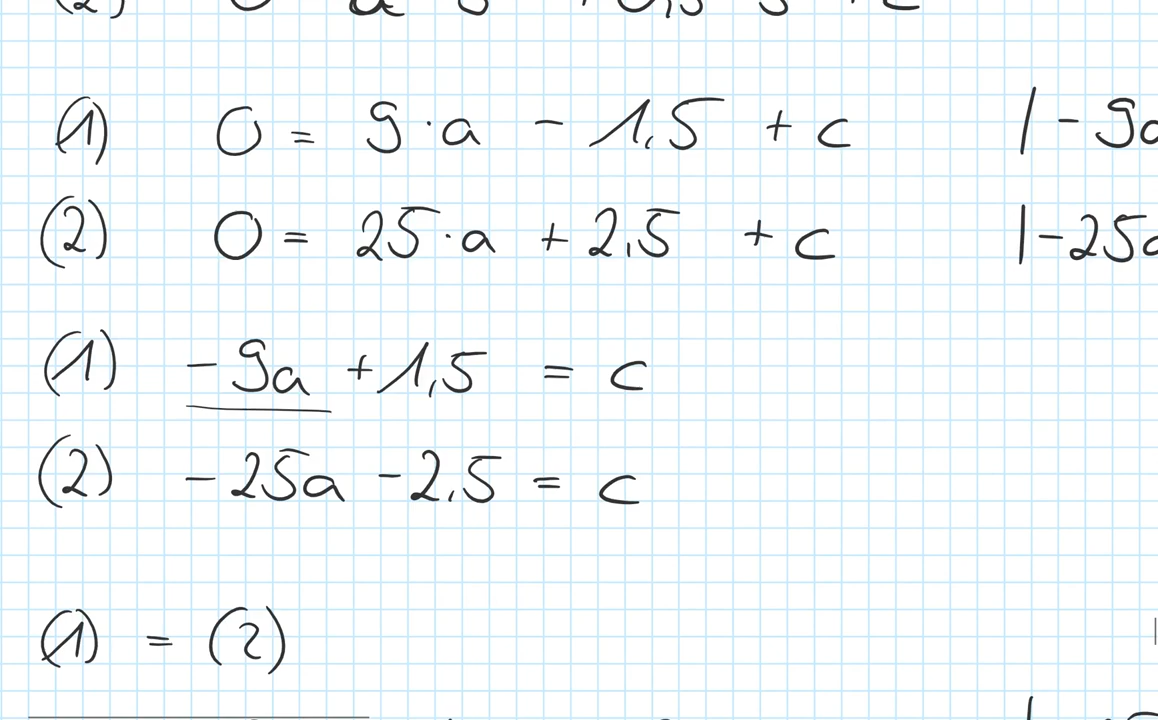 (1) 0 = 9·a - 1,5 + c | - 9a
(2) 0 = 25·a + 2,5 + c | - 25a
(1) - 9a + 1,5 = c
(2) - 25a - 2,5 = c
(1) = (2)